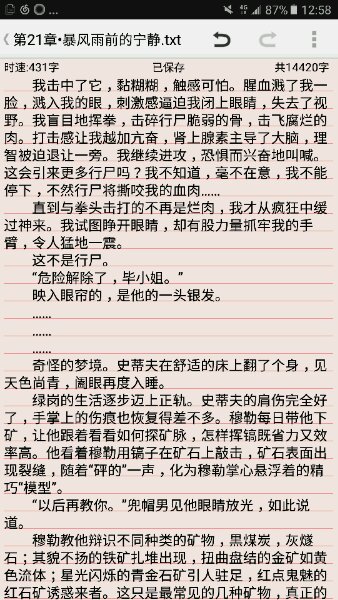 4G 87% 12:58
第21章•暴风雨前的宁静.txt
时速:431字 已保存 共14420字
我击中了它，黏糊糊，触感可怕。腥血溅了我一
脸，溅入我的眼，刺激感逼迫我闭上眼睛，失去了视
野。我盲目地挥拳，击碎行尸脆弱的骨，击飞腐烂的
肉。打击感让我越加亢奋，肾上腺素主导了大脑，理
智被迫退让一旁。我继续进攻，恐惧而兴奋地叫喊。
这会引来更多行尸吗？我不知道，毫不在意，我不能
停下，不然行尸将撕咬我的血肉……
直到与拳头击打的不再是烂肉，我才从疯狂中缓
过神来。我试图睁开眼睛，却有股力量抓牢我的手
臂，令人猛地一震。
这不是行尸。
“危险解除了，毕小姐。”
映入眼帘的，是他的一头银发。
……
……
……
奇怪的梦境。史蒂夫在舒适的床上翻了个身，见
天色尚青，阖眼再度入睡。
绿岗的生活逐步迈上正轨。史蒂夫的肩伤完全好
了，手掌上的伤痕也恢复得差不多。穆勒每日带他下
矿，让他跟着看看如何探矿脉，怎样挥镐既省力又效
率高。他看着穆勒用镐子在矿石上敲击，矿石表面出
现裂缝，随着“砰的”一声，化为穆勒掌心悬浮着的精
巧“模型”。
“以后再教你。”兜帽男见他眼睛放光，如此说
道。
穆勒教他辩识不同种类的矿物，黑煤炭，灰燧
石；其貌不扬的铁矿扎堆出现，扭曲盘结的金矿如黄
色流体；星光闪烁的青金石矿引人驻足，红点鬼魅的
红石矿诱惑来者。这只是最常见的几种矿物，真正的